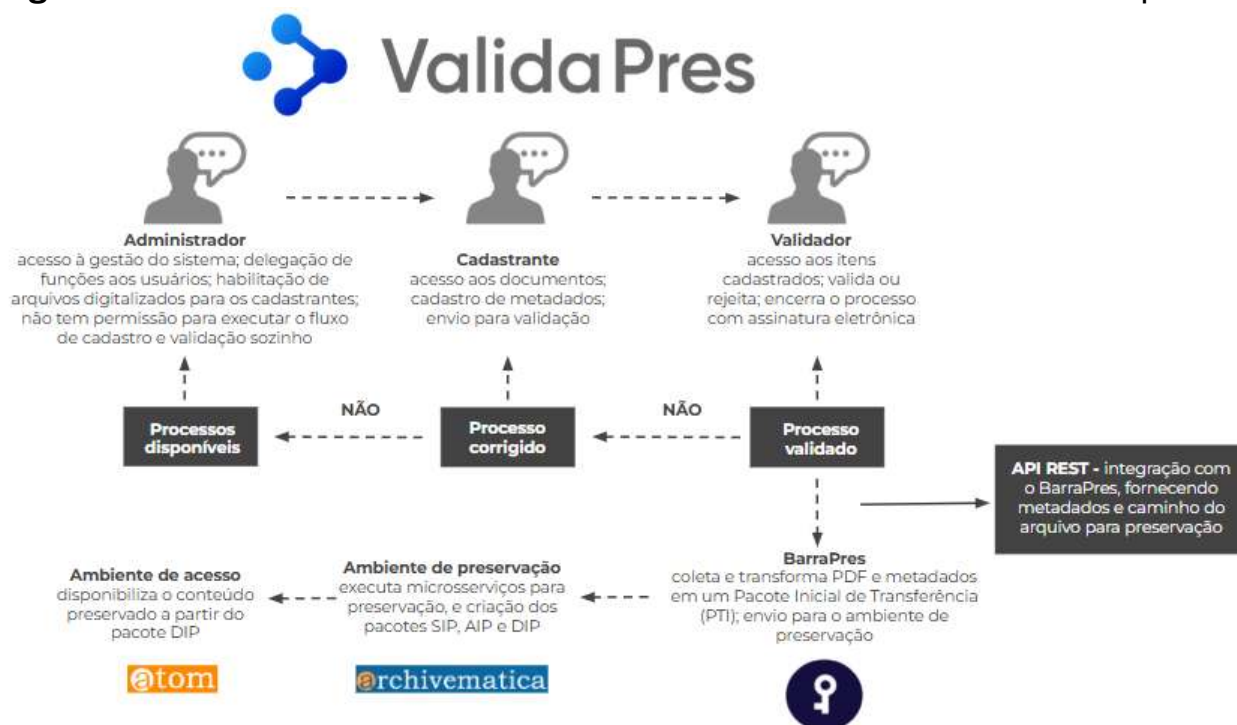 ValidaPres
Administrador
acesso à gestão do sistema; delegação de
funções aos usuários; habilitação de
arquivos digitalizados para os cadastrantes;
não tem permissão para executar o fluxo
de cadastro e validação sozinho
Cadastrante
acesso aos documentos;
cadastro de metadados;
envio para validação
Validador
acesso aos itens
cadastrados; valida ou
rejeita; encerra o processo
com assinatura eletrônica
Processos
disponíveis
NÃO
Processo
corrigido
NÃO
Processo
validado
API REST - integração com
o BarraPres, fornecendo
metadados e caminho do
arquivo para preservação
Ambiente de acesso
disponibiliza o conteúdo
preservado a partir do
pacote DIP
Ambiente de preservação
executa microsserviços para
preservação, e criação dos
pacotes SIP, AIP e DIP
BarraPres
coleta e transforma PDF e metadados
em um Pacote Inicial de Transferência
(PTI); envio para o ambiente de
preservação
atom
archivematica